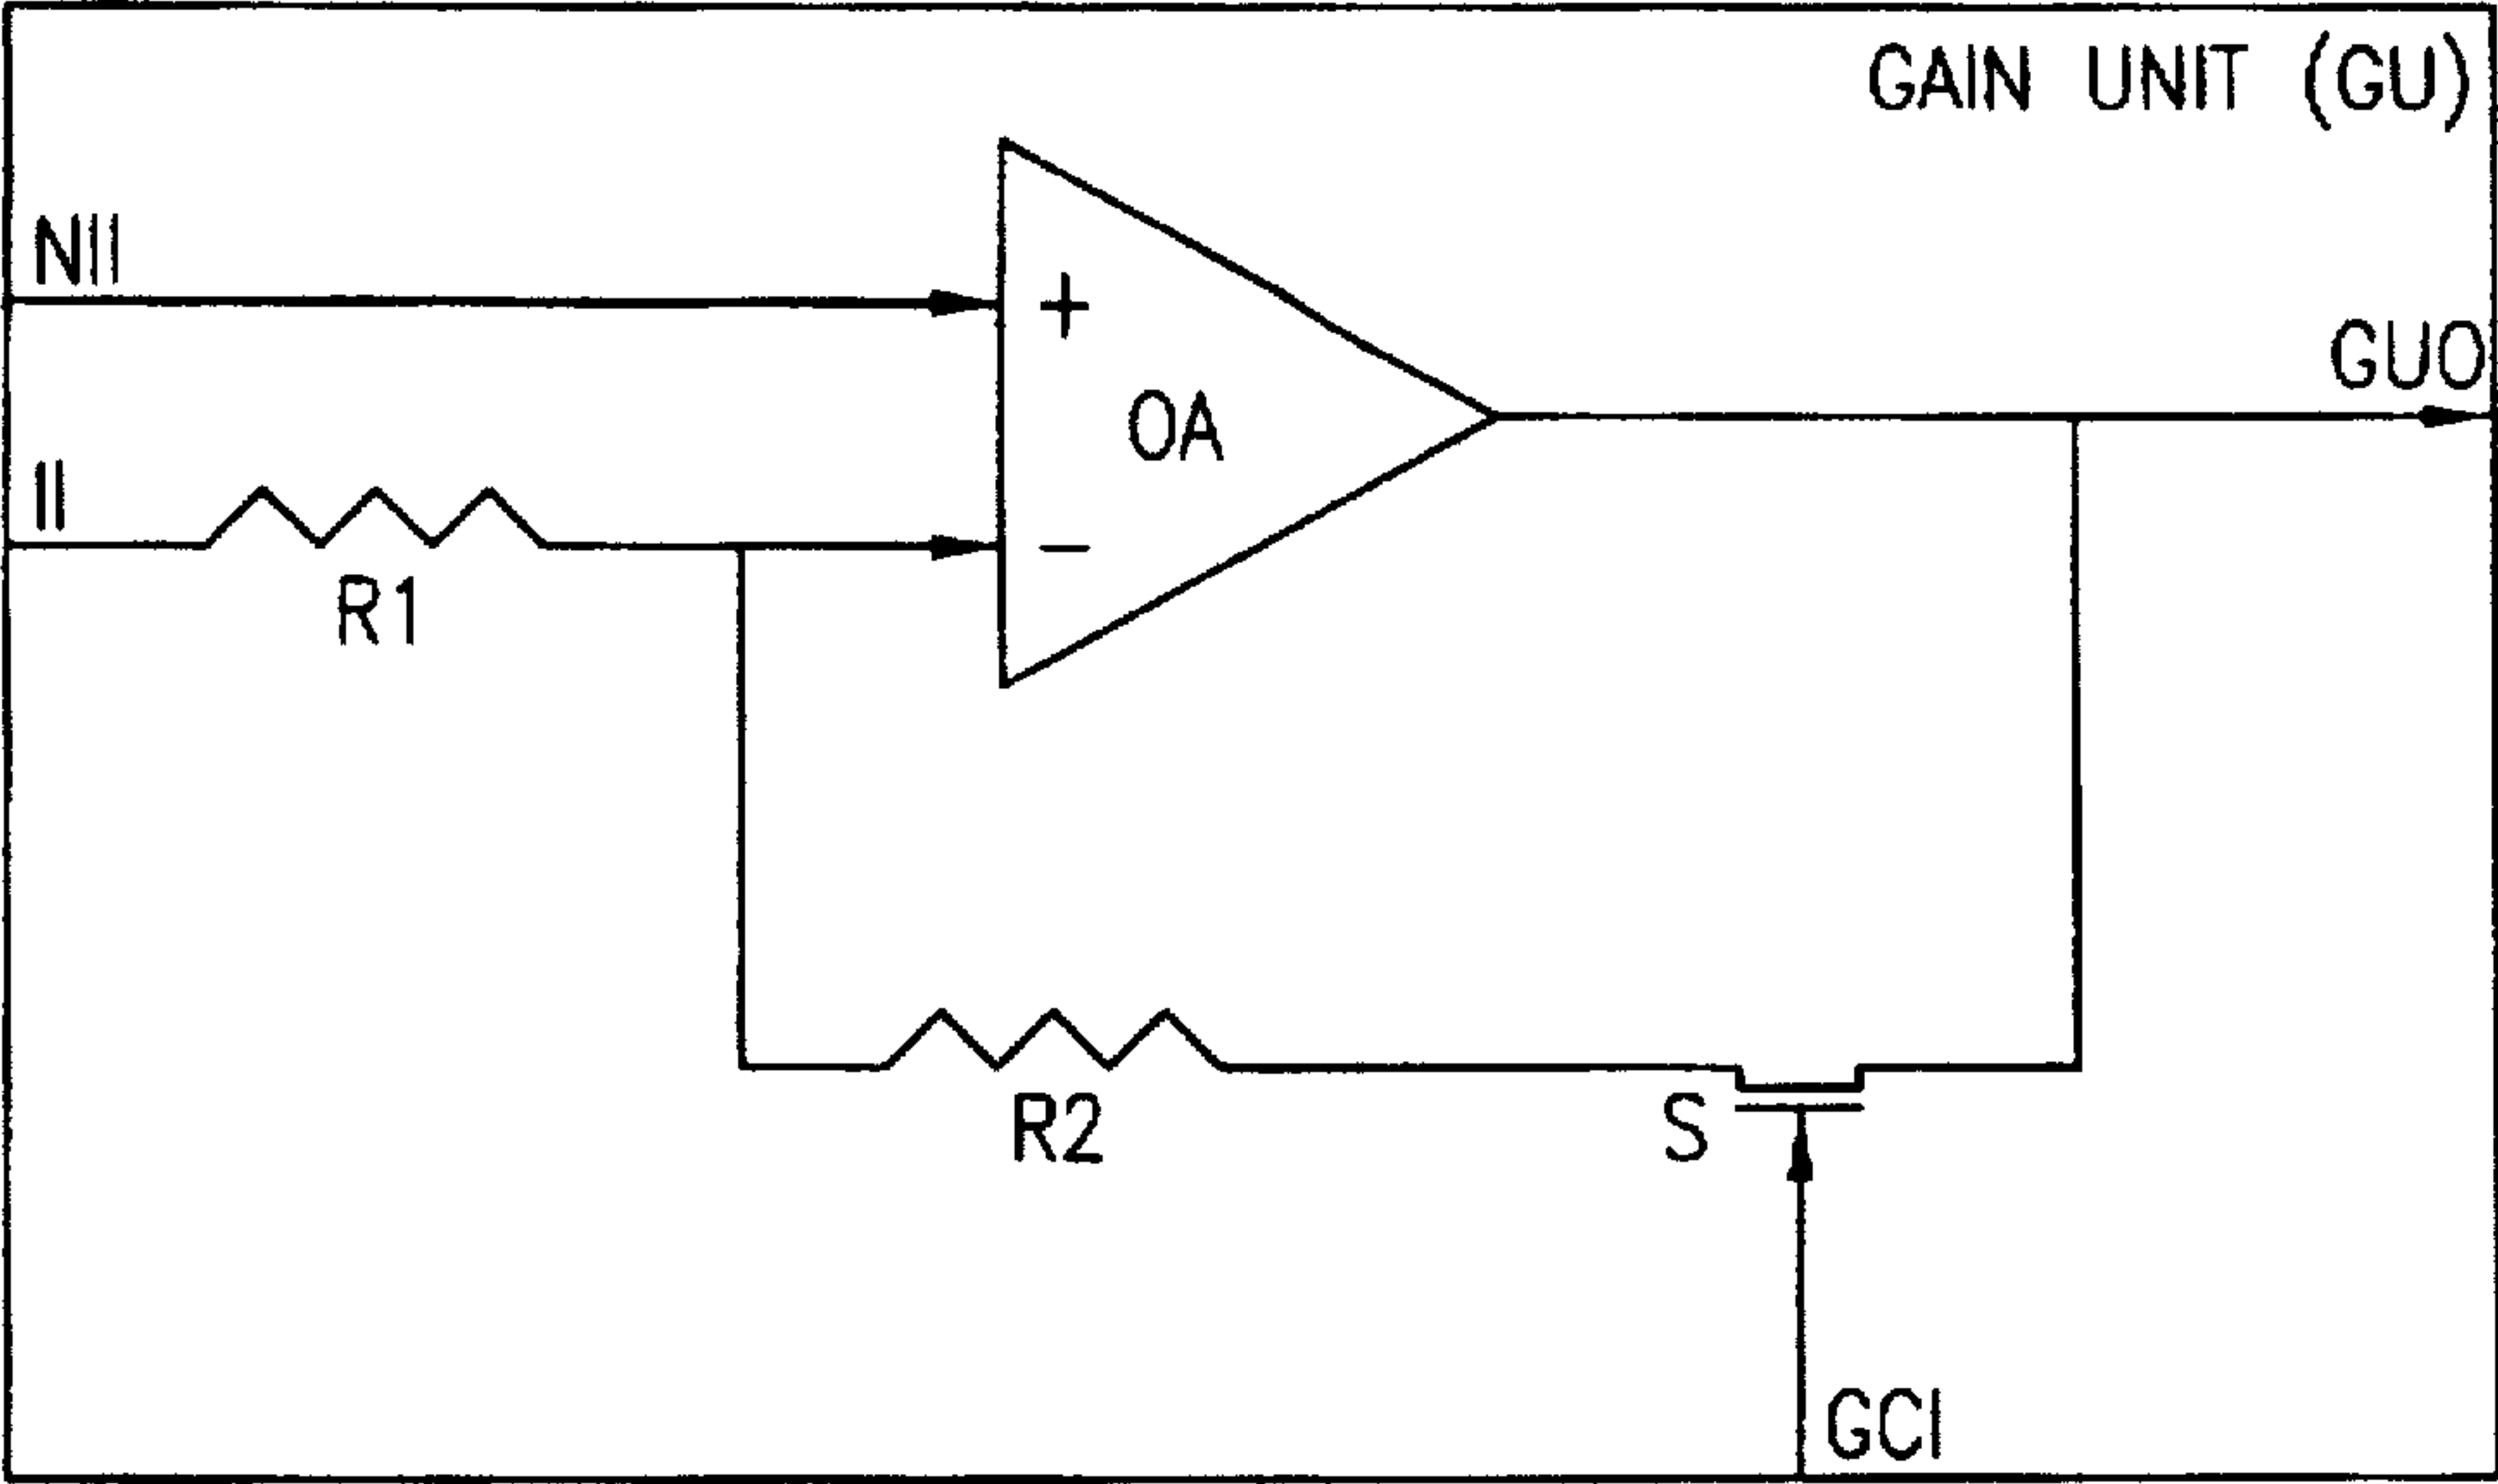 GAIN UNIT (GU)
NII
+
GUO
OA
II
−
R1
R2
S
GCI